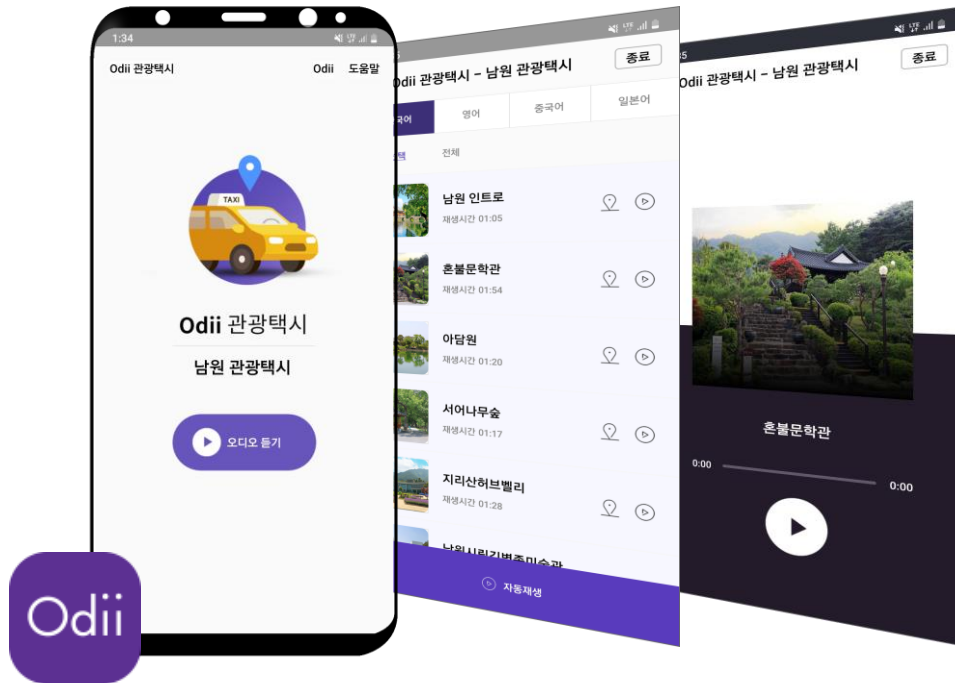 1:34
Odii 관광택시
Odii
도움말
TAXI
Odii 관광택시
남원 관광택시
오디오 듣기
Odii
Odii 관광택시 – 남원 관광택시
종료
영어
중국어
일본어
전체
남원 인트로
재생시간 01:05
혼불문학관
재생시간 01:54
아담원
재생시간 01:20
서어나무숲
재생시간 01:17
지리산허브밸리
재생시간 01:28
자동재생
Odii 관광택시 – 남원 관광택시
종료
혼불문학관
0:00
0:00